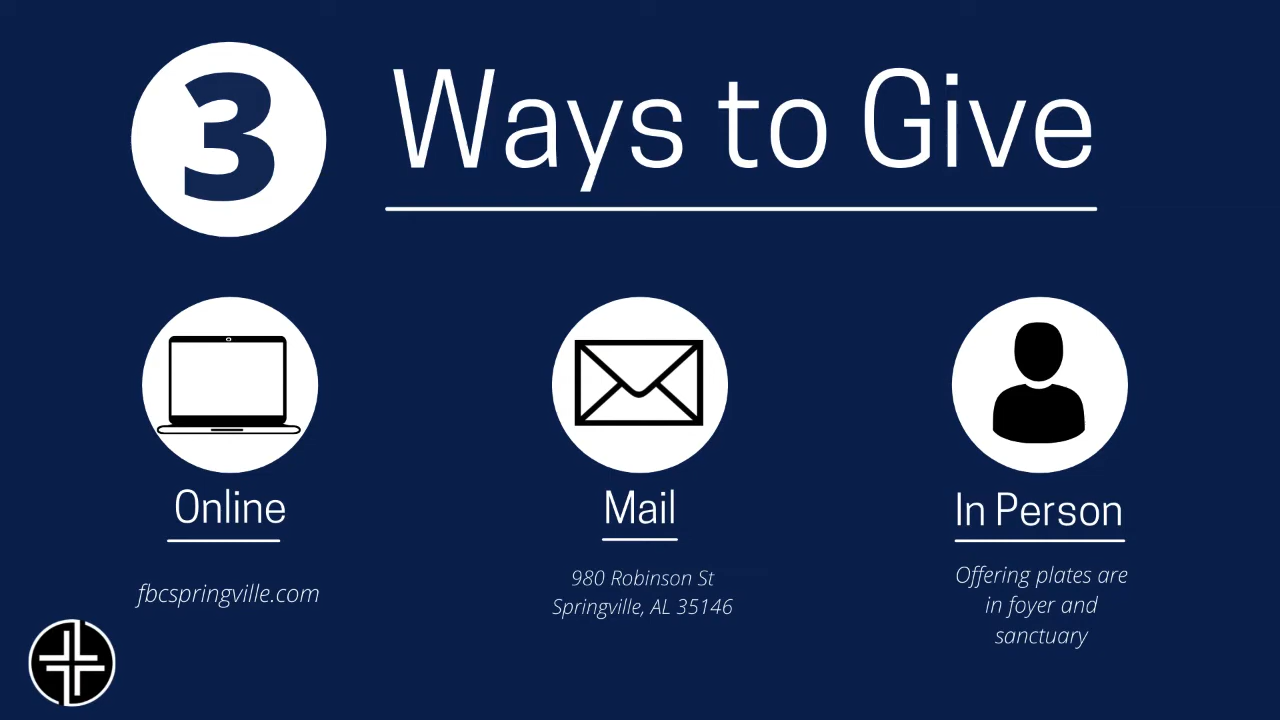 3 Ways to Give
Online
fbcspringville.com
Mail
980 Robinson St
Springville, AL 35146
In Person
Offering plates are
in foyer and
sanctuary